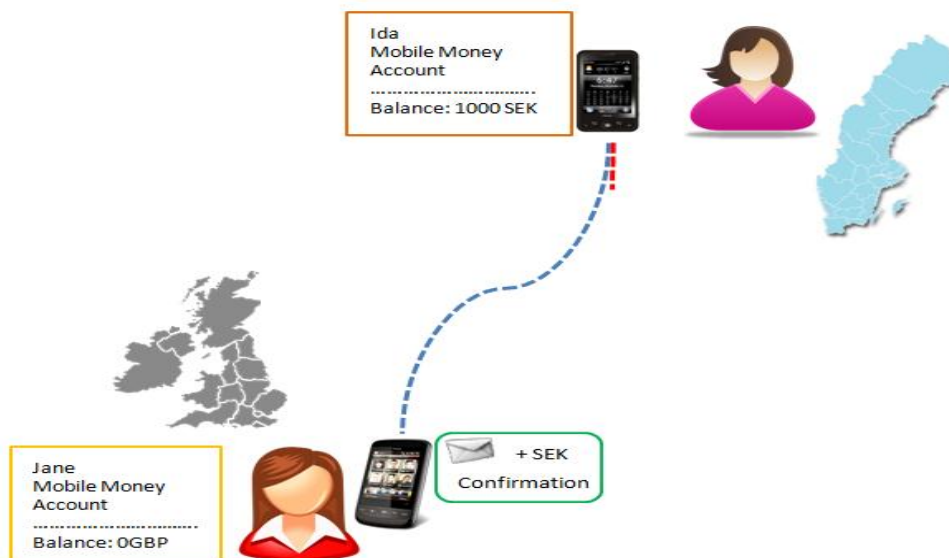 Ida
Mobile Money
Account
..................................
Balance: 1000 SEK
+ SEK
Confirmation
Jane
Mobile Money
Account
..................................
Balance: 0GBP